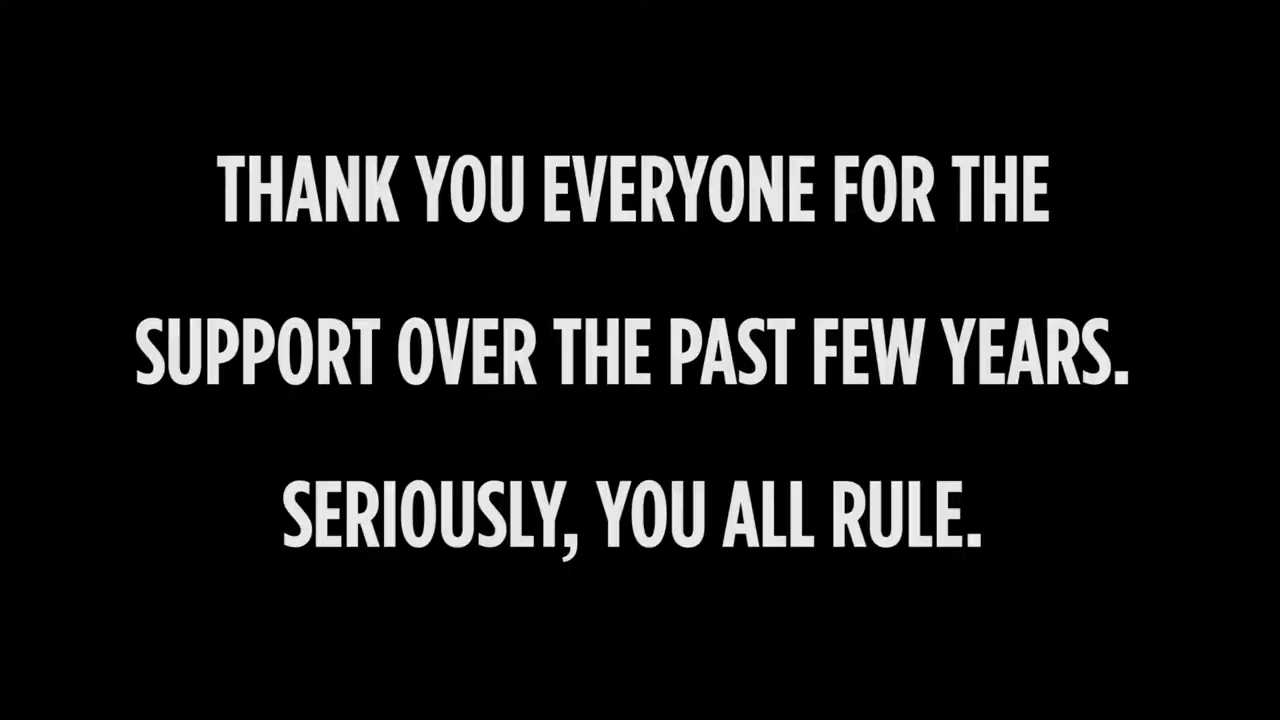 THANK YOU EVERYONE FOR THE
SUPPORT OVER THE PAST FEW YEARS.
SERIOUSLY, YOU ALL RULE.